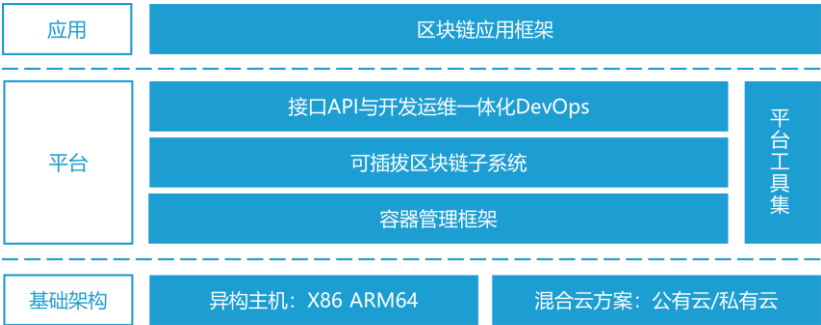 应用
区块链应用框架
平台
接口API与开发运维一体化DevOps
可插拔区块链子系统
容器管理框架
平台工具集
基础架构
异构主机：X86 ARM64
混合云方案：公有云/私有云